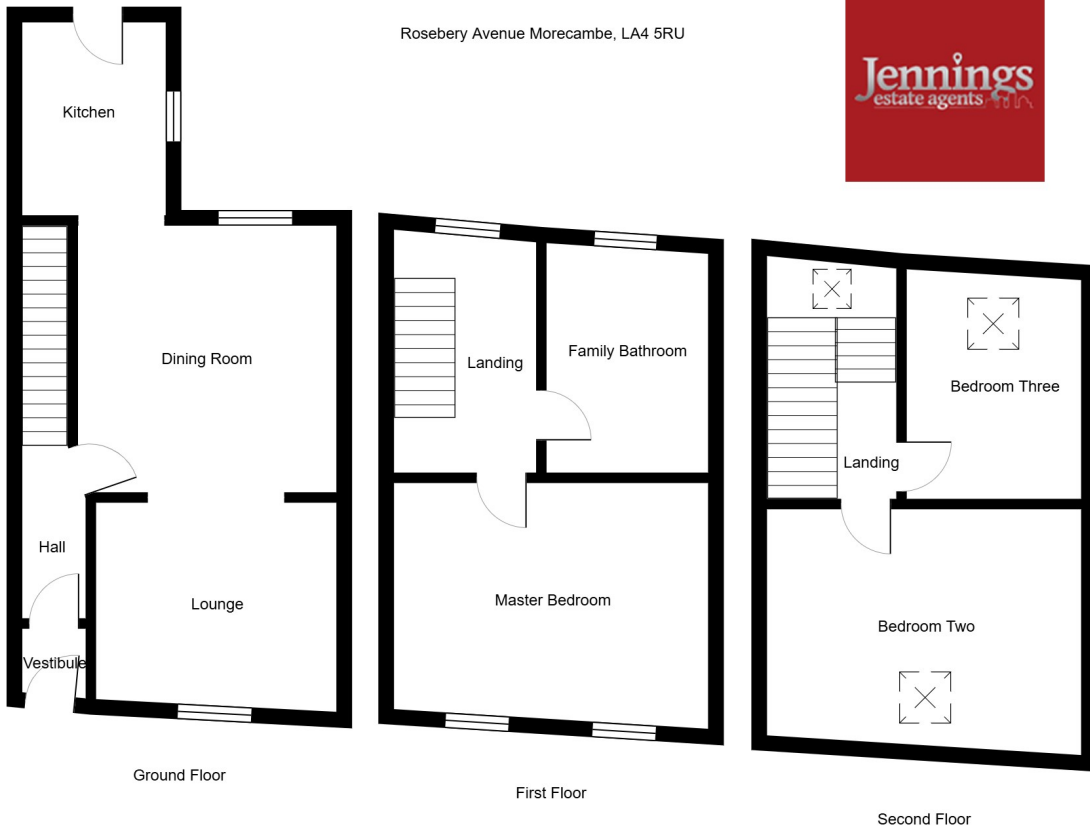 Rosebery Avenue Morecambe, LA4 5RU
Jennings
estate agents
Kitchen
Dining Room
Hall
Lounge
Vestibule
Ground Floor
Landing
Family Bathroom
Master Bedroom
First Floor
Bedroom Three
Landing
Bedroom Two
Second Floor